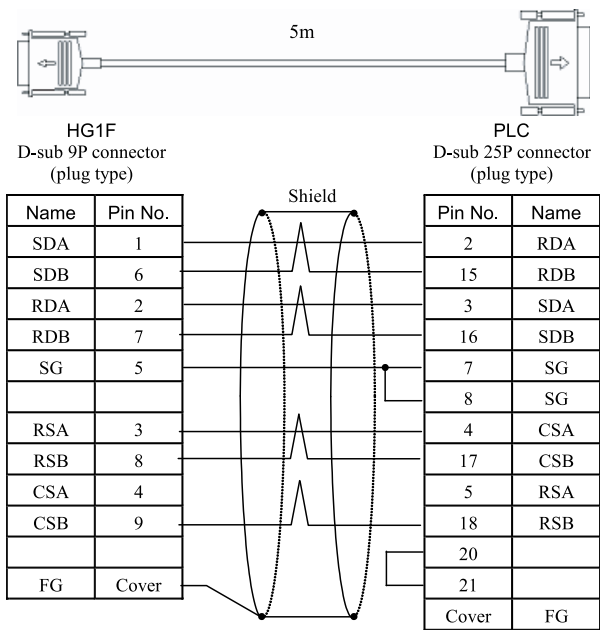 5m
HG1F
D-sub 9P connector
(plug type)
PLC
D-sub 25P connector
(plug type)
Shield
Name Pin No. Pin No. Name
SDA 1 2 RDA
SDB 6 15 RDB
RDA 2 3 SDA
RDB 7 16 SDB
SG 5 7 SG
8 SG
RSA 3 4 CSA
RSB 8 17 CSB
CSA 4 5 RSA
CSB 9 18 RSB
20
FG Cover 21
Cover FG